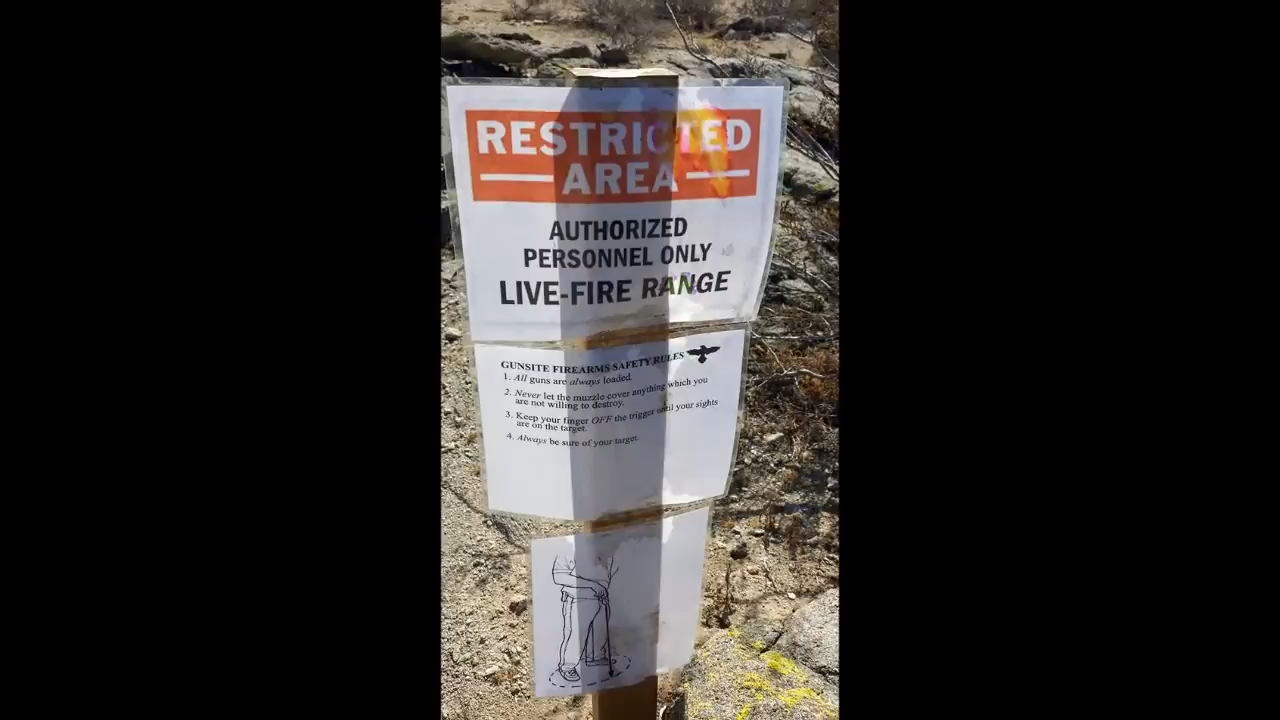 RESTRICTED
AREA
AUTHORIZED
PERSONNEL ONLY
LIVE-FIRE RANGE
GUNSITE FIREARMS SAFETY RULES
1. All guns are always loaded.
2. Never let the muzzle cover anything which you
are not willing to destroy.
3. Keep your finger OFF the trigger until your sights
are on the target.
4. Always be sure of your target.